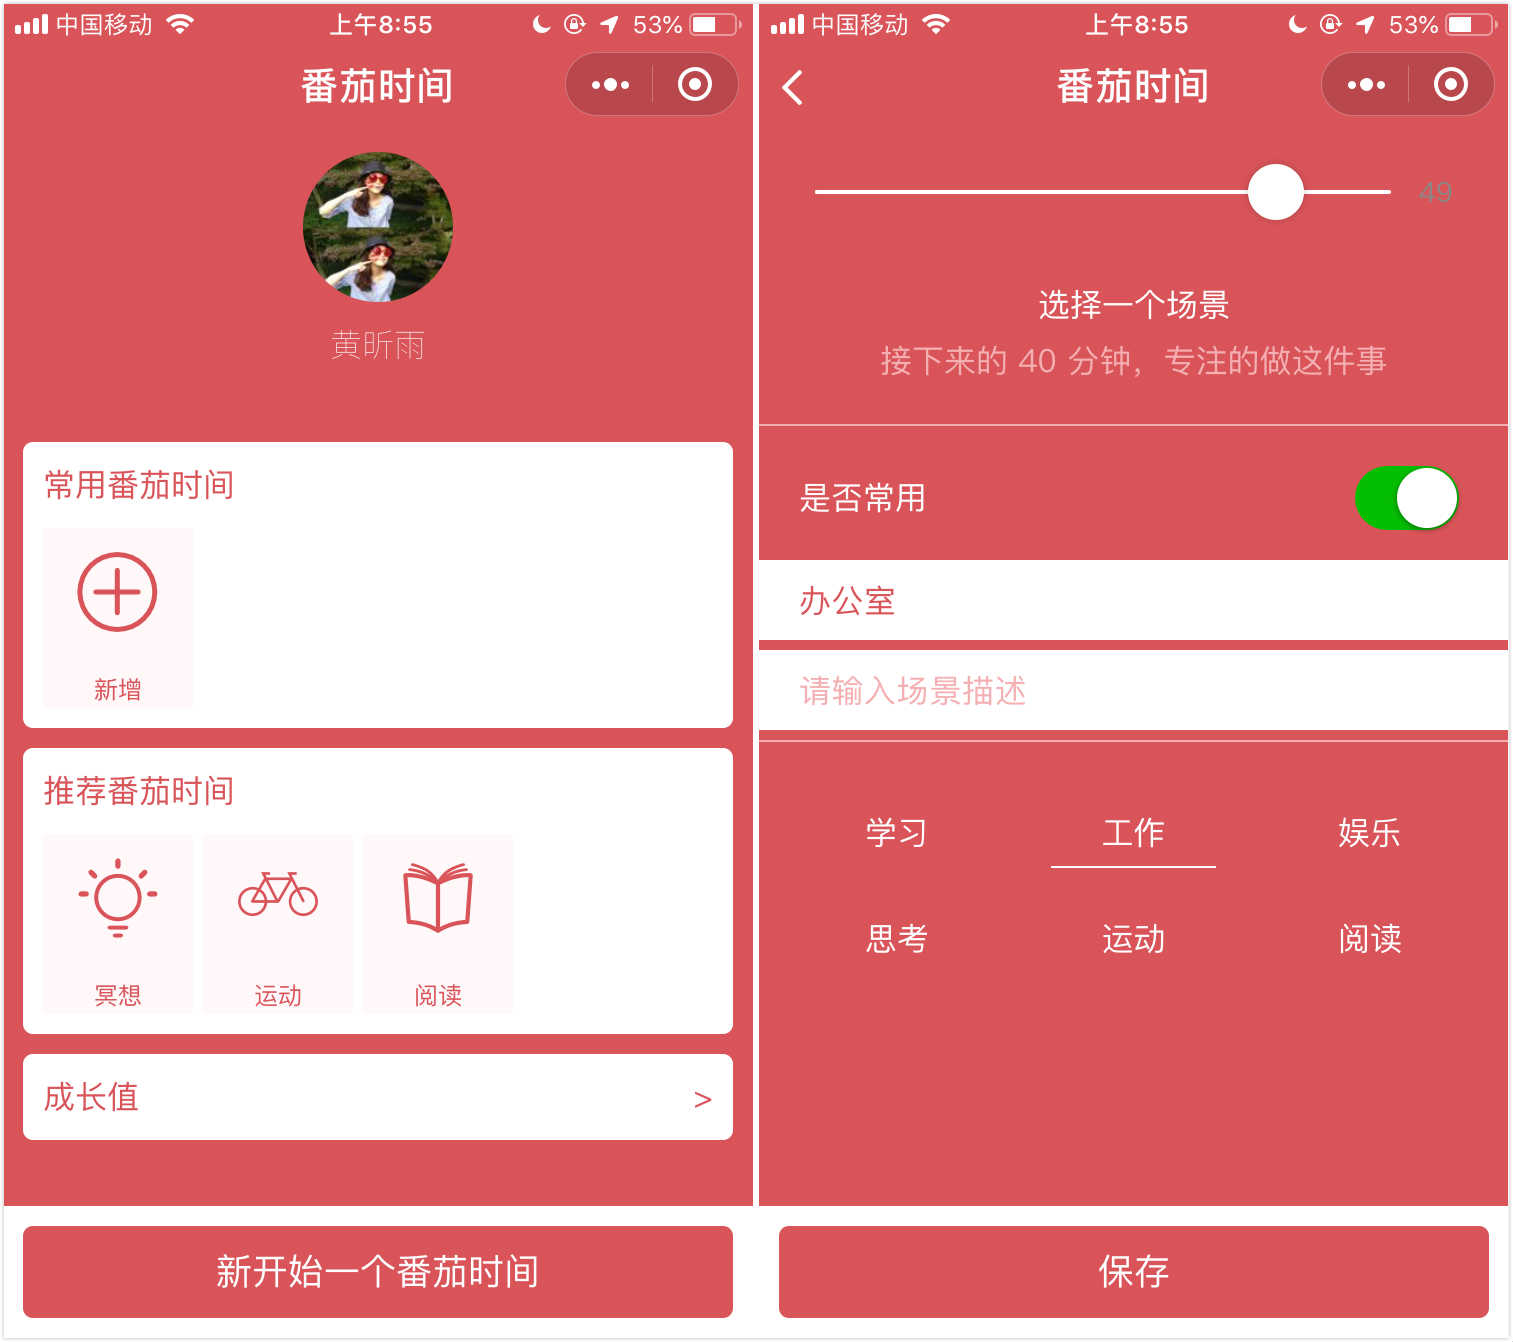 中国移动 上午8:55 53%
番茄时间
黄昕雨
常用番茄时间
新增
推荐番茄时间
冥想 运动 阅读
成长值 >
新开始一个番茄时间
中国移动 上午8:55 53%
番茄时间
49
选择一个场景
接下来的 40 分钟，专注的做这件事
是否常用
办公室
请输入场景描述
学习 工作 娱乐
思考 运动 阅读
保存